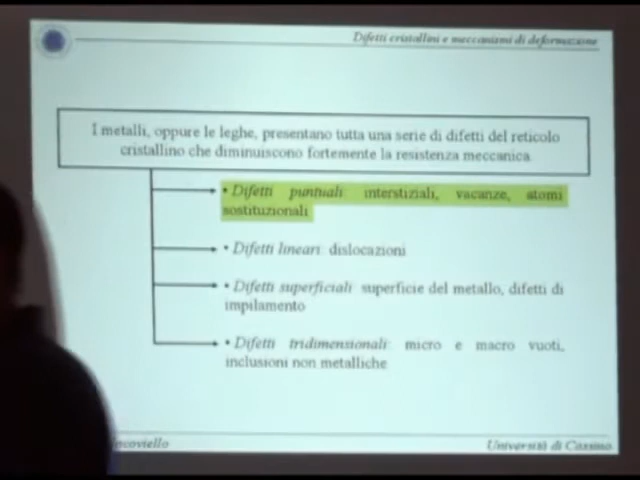 Difetti cristallini e meccanismi di deformazione
I metalli, oppure le leghe, presentano tutta una serie di difetti del reticolo
cristallino che diminuiscono fortemente la resistenza meccanica
• Difetti puntuali: interstiziali, vacanze, atomi
sostituzionali
• Difetti lineari: dislocazioni
• Difetti superficiali: superficie del metallo, difetti di
impilamento
• Difetti tridimensionali: micro e macro vuoti,
inclusioni non metalliche
Università di Cassino